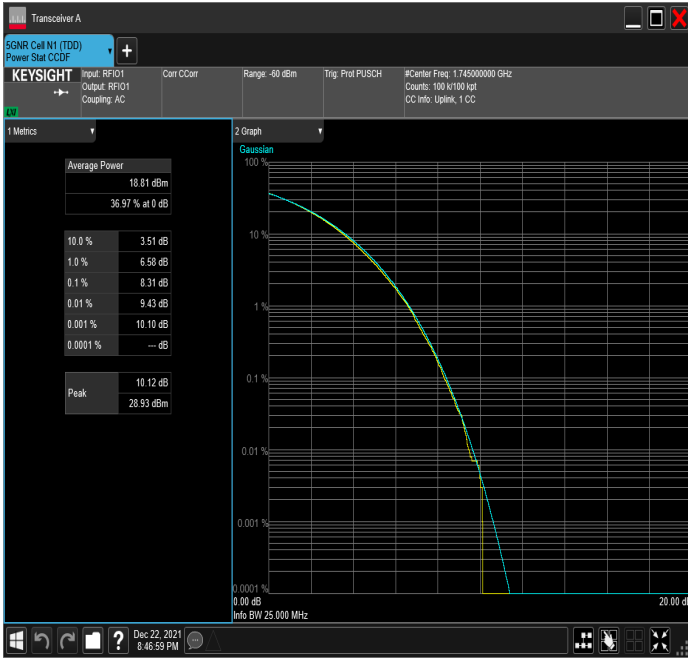 Transceiver A
5GNR Cell N1 (TDD)
Power Stat CCDF
KEYSIGHT
Input: RFIO1
Output: RFIO1
Coupling: AC
Corr CCorr
Range: -60 dBm
Trig: Prot PUSCH
#Center Freq: 1.745000000 GHz
Counts: 100 k/100 kpt
CC Info: Uplink, 1 CC
LXI
1 Metrics
Average Power
18.81 dBm
36.97 % at 0 dB
10.0 % 3.51 dB
1.0 % 6.58 dB
0.1 % 8.31 dB
0.01 % 9.43 dB
0.001 % 10.10 dB
0.0001 % --- dB
Peak
10.12 dB
28.93 dBm
2 Graph
Gaussian
100 %
10 %
1 %
0.1 %
0.01 %
0.001 %
0.0001 %
0.00 dB
20.00 dB
Info BW 25.000 MHz
?
Dec 22, 2021
8:46:59 PM